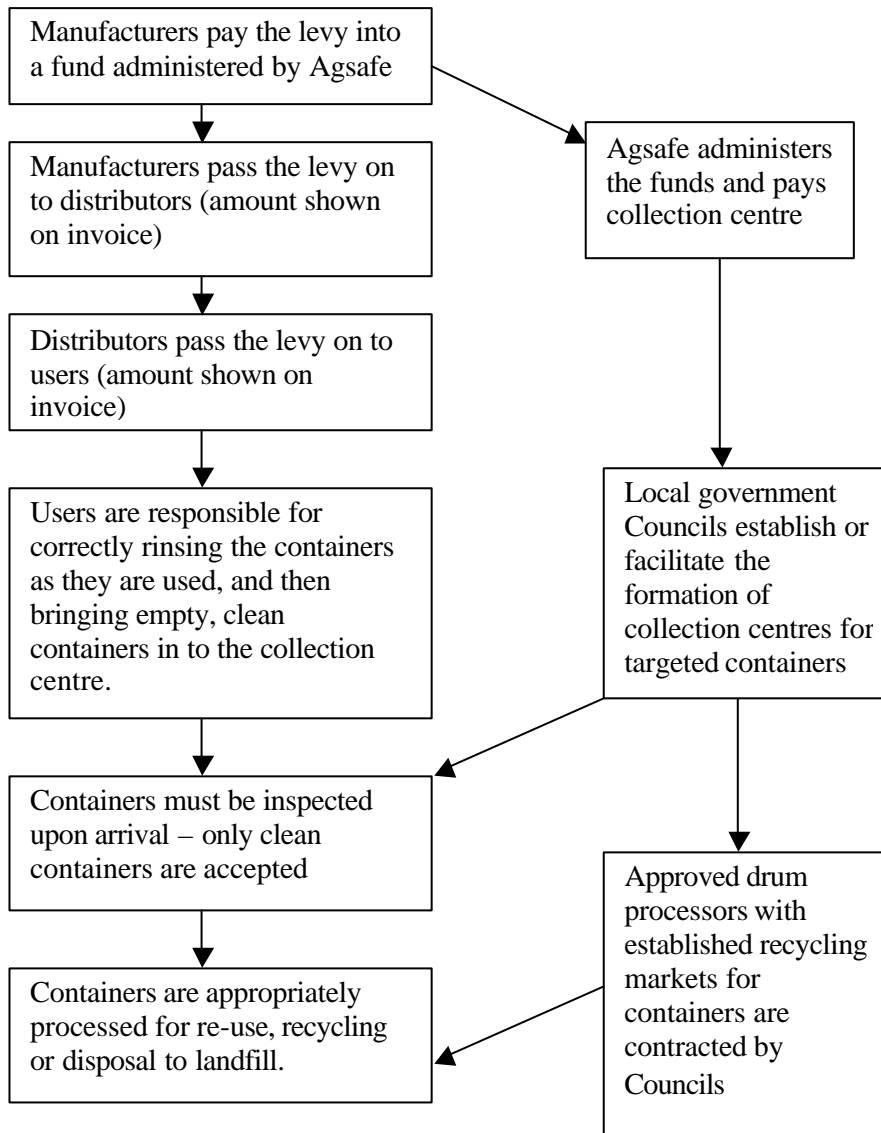 Manufacturers pay the levy into
a fund administered by Agsafe
Manufacturers pass the levy on
to distributors (amount shown
on invoice)
Agsafe administers
the funds and pays
collection centre
Distributors pass the levy on to
users (amount shown on
invoice)
Users are responsible for
correctly rinsing the containers
as they are used, and then
bringing empty, clean
containers in to the collection
centre.
Local government
Councils establish or
facilitate the
formation of
collection centres for
targeted containers
Containers must be inspected
upon arrival – only clean
containers are accepted
Approved drum
processors with
established recycling
markets for
containers are
contracted by
Councils
Containers are appropriately
processed for re-use, recycling
or disposal to landfill.